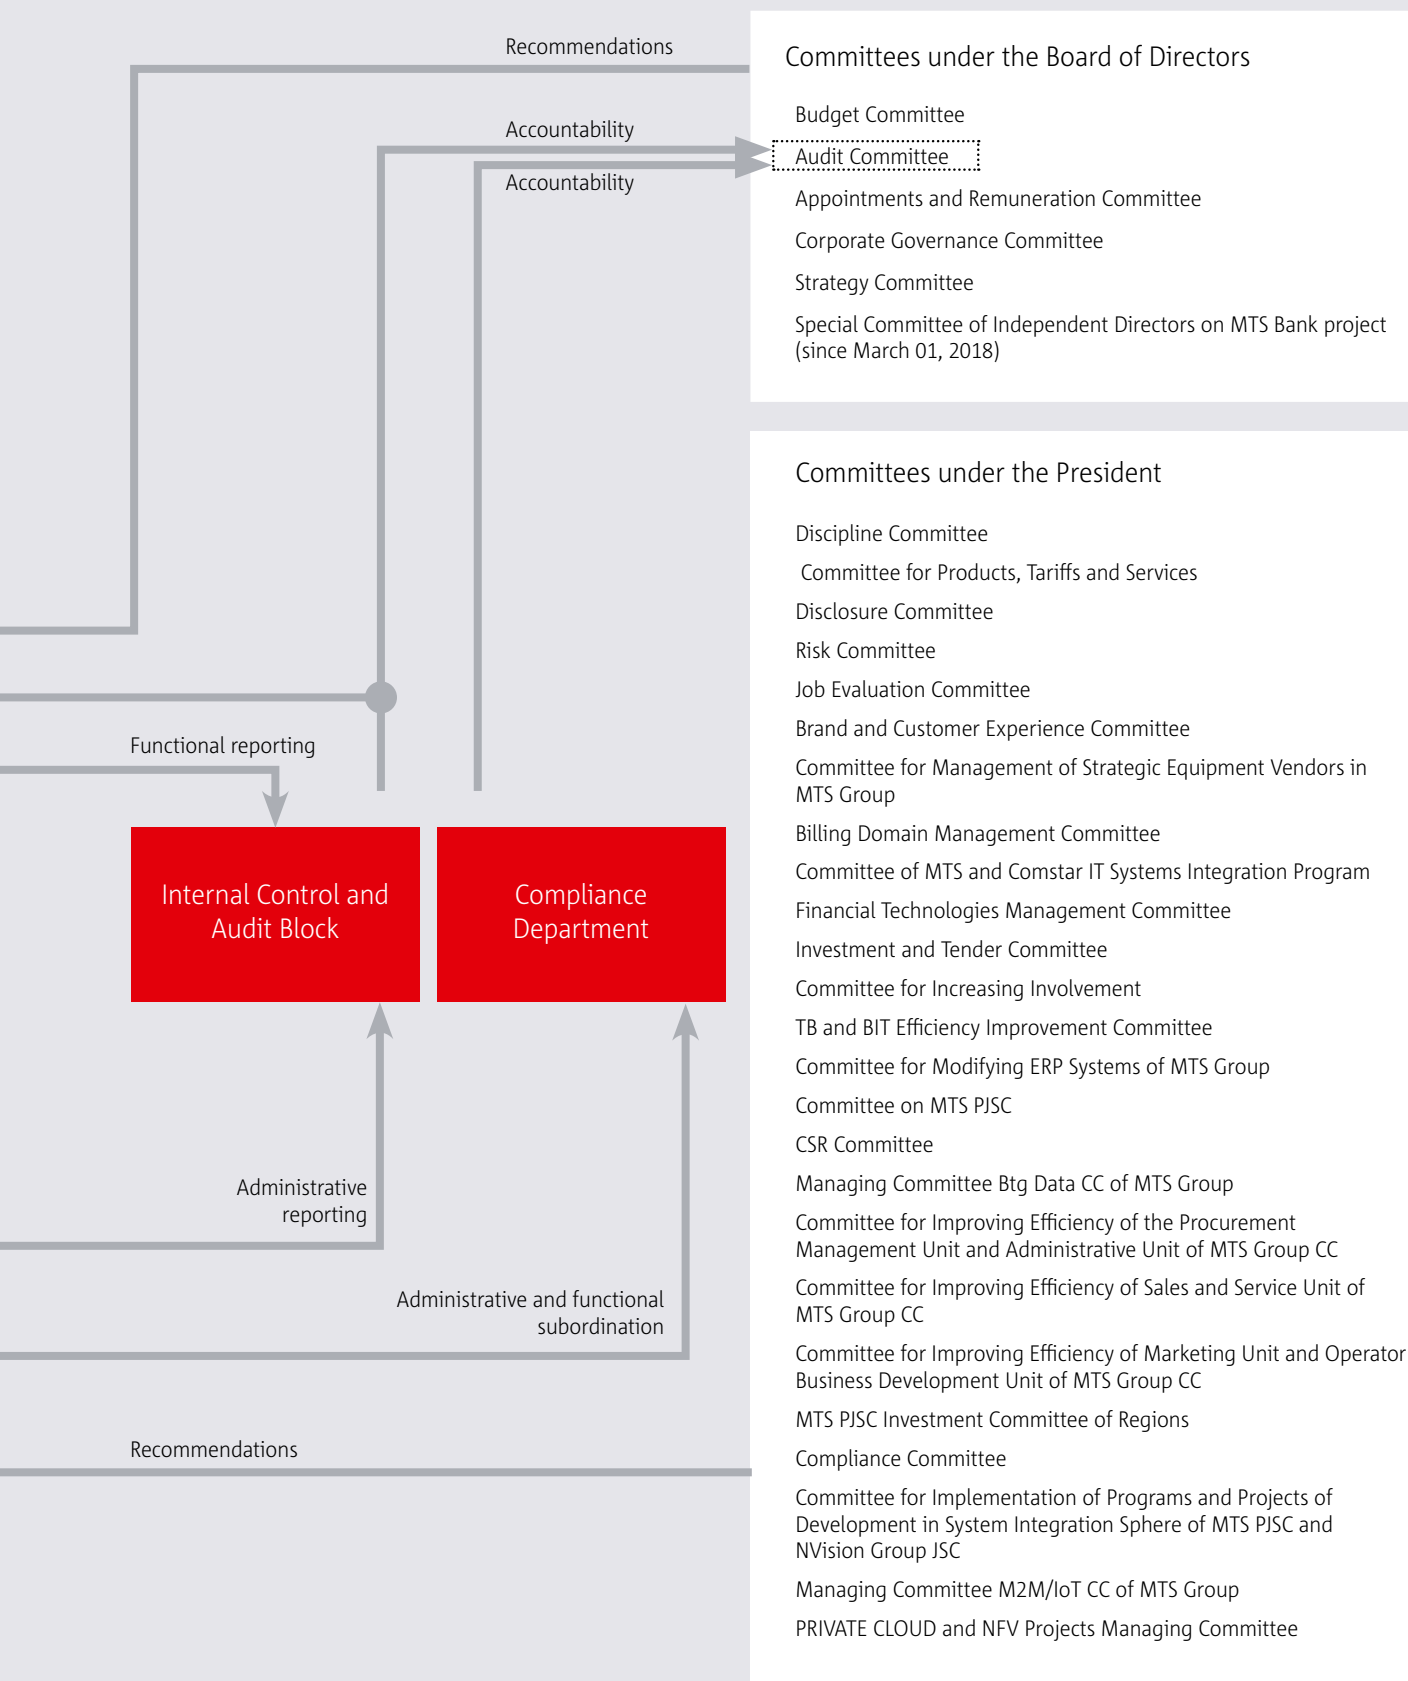 Recommendations
Accountability
Accountability
Committees under the Board of Directors
Budget Committee
Audit Committee
Appointments and Remuneration Committee
Corporate Governance Committee
Strategy Committee
Special Committee of Independent Directors on MTS Bank project
(since March 01, 2018)
Functional reporting
Internal Control and
Audit Block
Compliance
Department
Administrative
reporting
Administrative and functional
subordination
Recommendations
Committees under the President
Discipline Committee
Committee for Products, Tariffs and Services
Disclosure Committee
Risk Committee
Job Evaluation Committee
Brand and Customer Experience Committee
Committee for Management of Strategic Equipment Vendors in
MTS Group
Billing Domain Management Committee
Committee of MTS and Comstar IT Systems Integration Program
Financial Technologies Management Committee
Investment and Tender Committee
Committee for Increasing Involvement
TB and BIT Efficiency Improvement Committee
Committee for Modifying ERP Systems of MTS Group
Committee on MTS PJSC
CSR Committee
Managing Committee Btg Data CC of MTS Group
Committee for Improving Efficiency of the Procurement
Management Unit and Administrative Unit of MTS Group CC
Committee for Improving Efficiency of Sales and Service Unit of
MTS Group CC
Committee for Improving Efficiency of Marketing Unit and Operator
Business Development Unit of MTS Group CC
MTS PJSC Investment Committee of Regions
Compliance Committee
Committee for Implementation of Programs and Projects of
Development in System Integration Sphere of MTS PJSC and
NVision Group JSC
Managing Committee M2M/IoT CC of MTS Group
PRIVATE CLOUD and NFV Projects Managing Committee